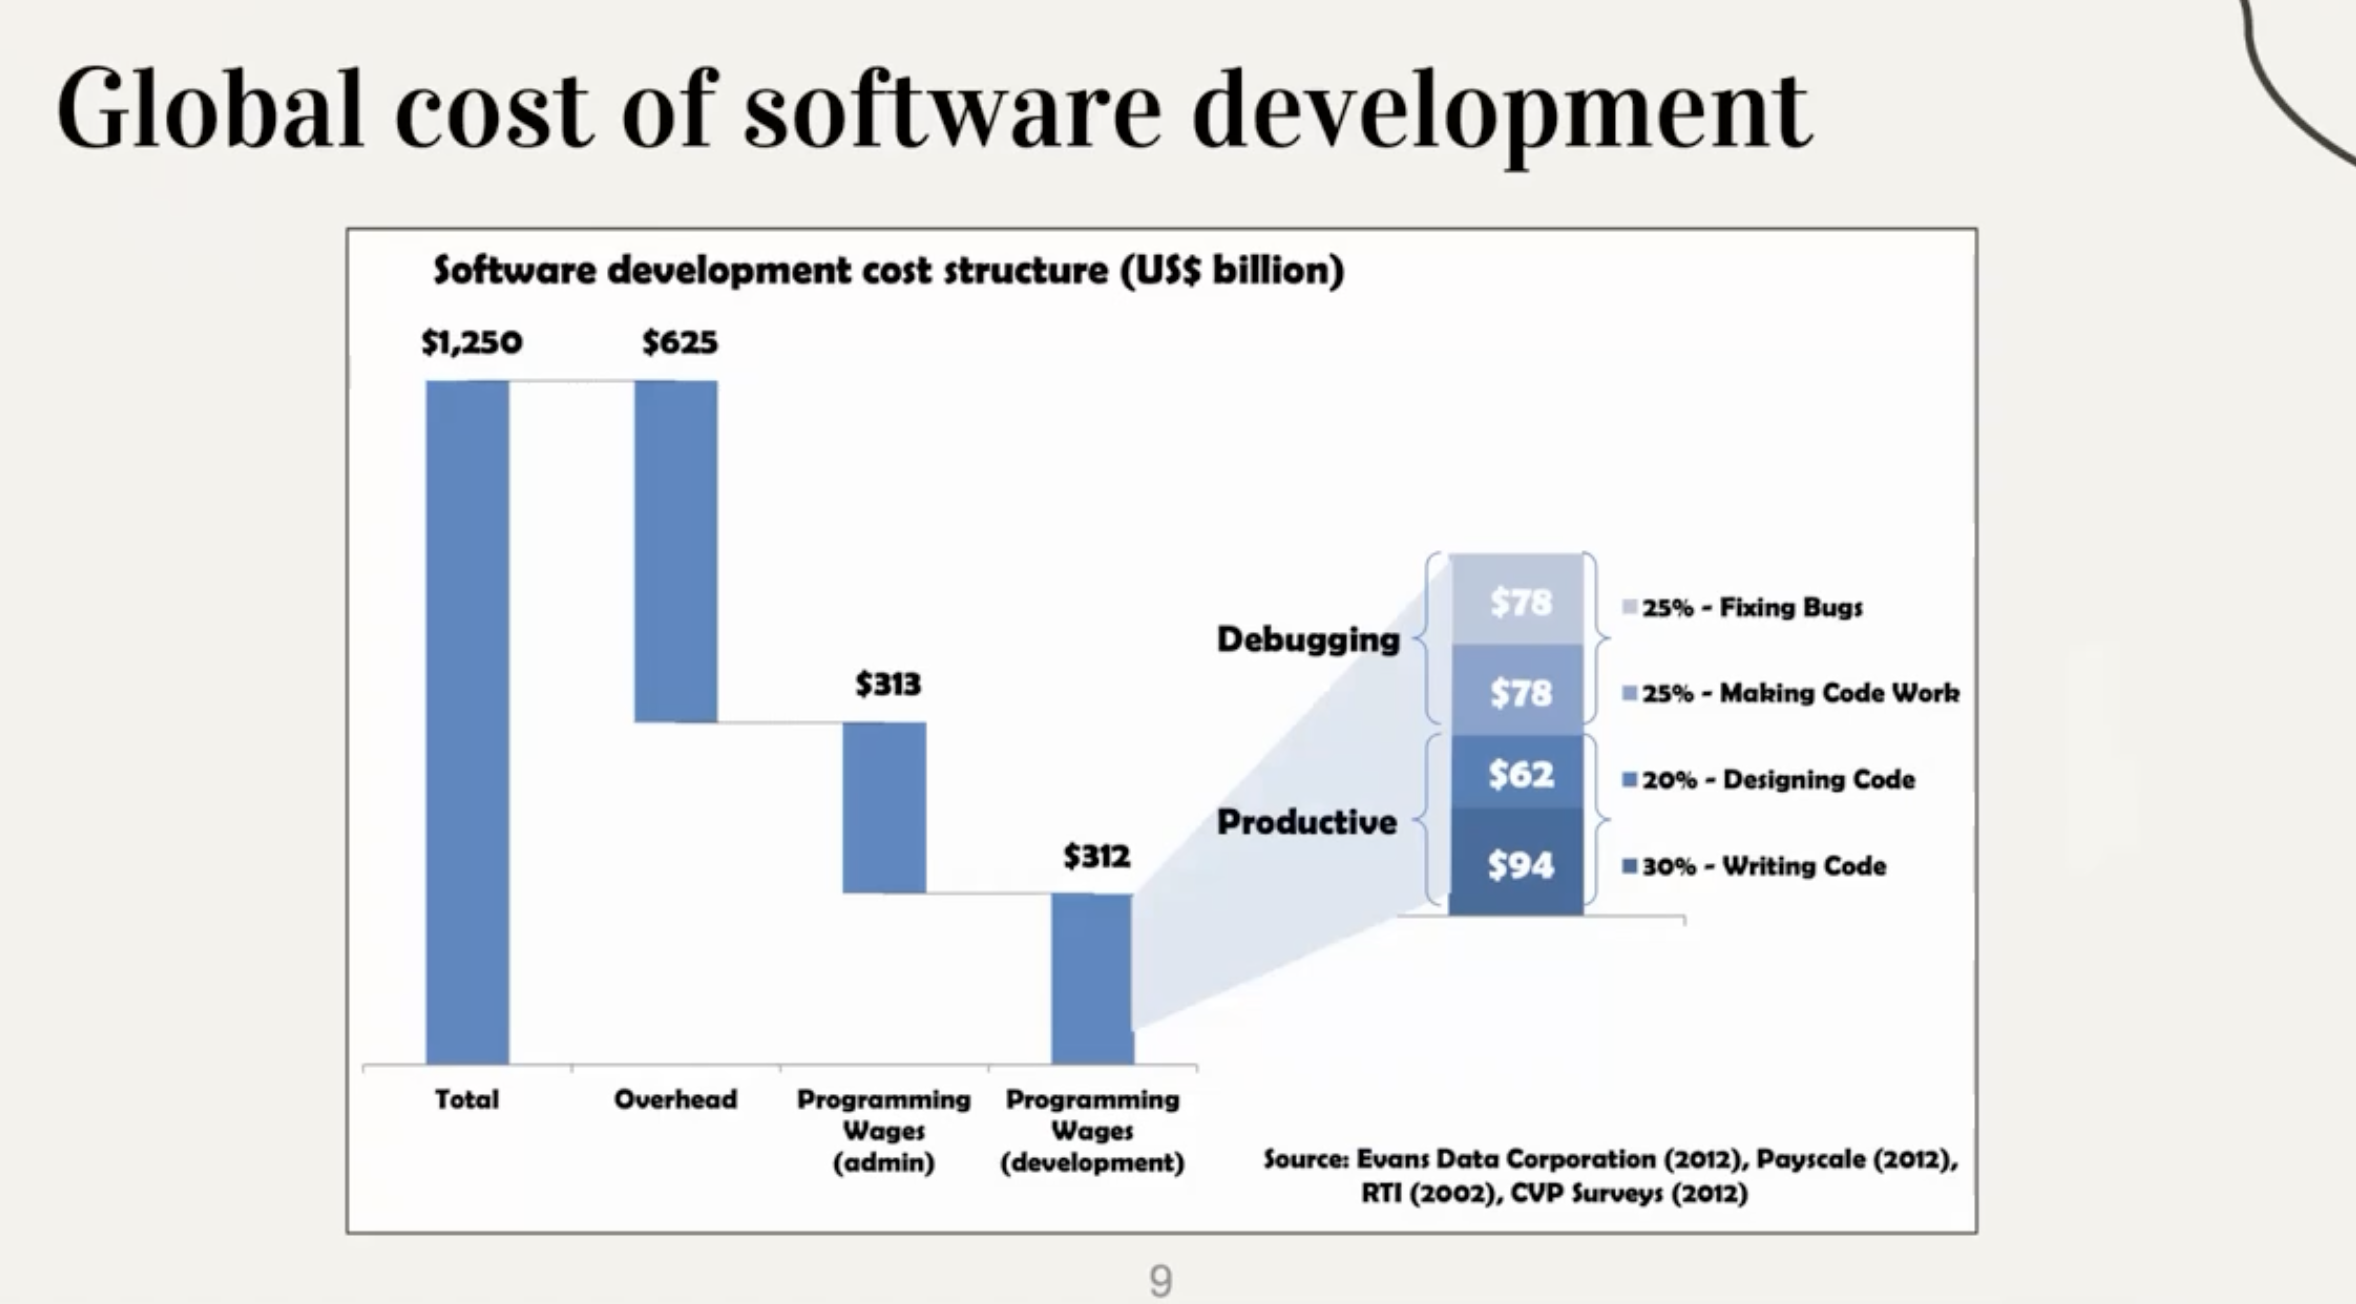 Global cost of software development
Software development cost structure (US$ billion)
$1,250
$625
$313
$312
Total
Overhead
Programming
Wages
(admin)
Programming
Wages
(development)
Debugging
Productive
$78
$78
$62
$94
25% - Fixing Bugs
25% - Making Code Work
20% - Designing Code
30% - Writing Code
Source: Evans Data Corporation (2012), Payscale (2012),
RTI (2002), CVP Surveys (2012)
9